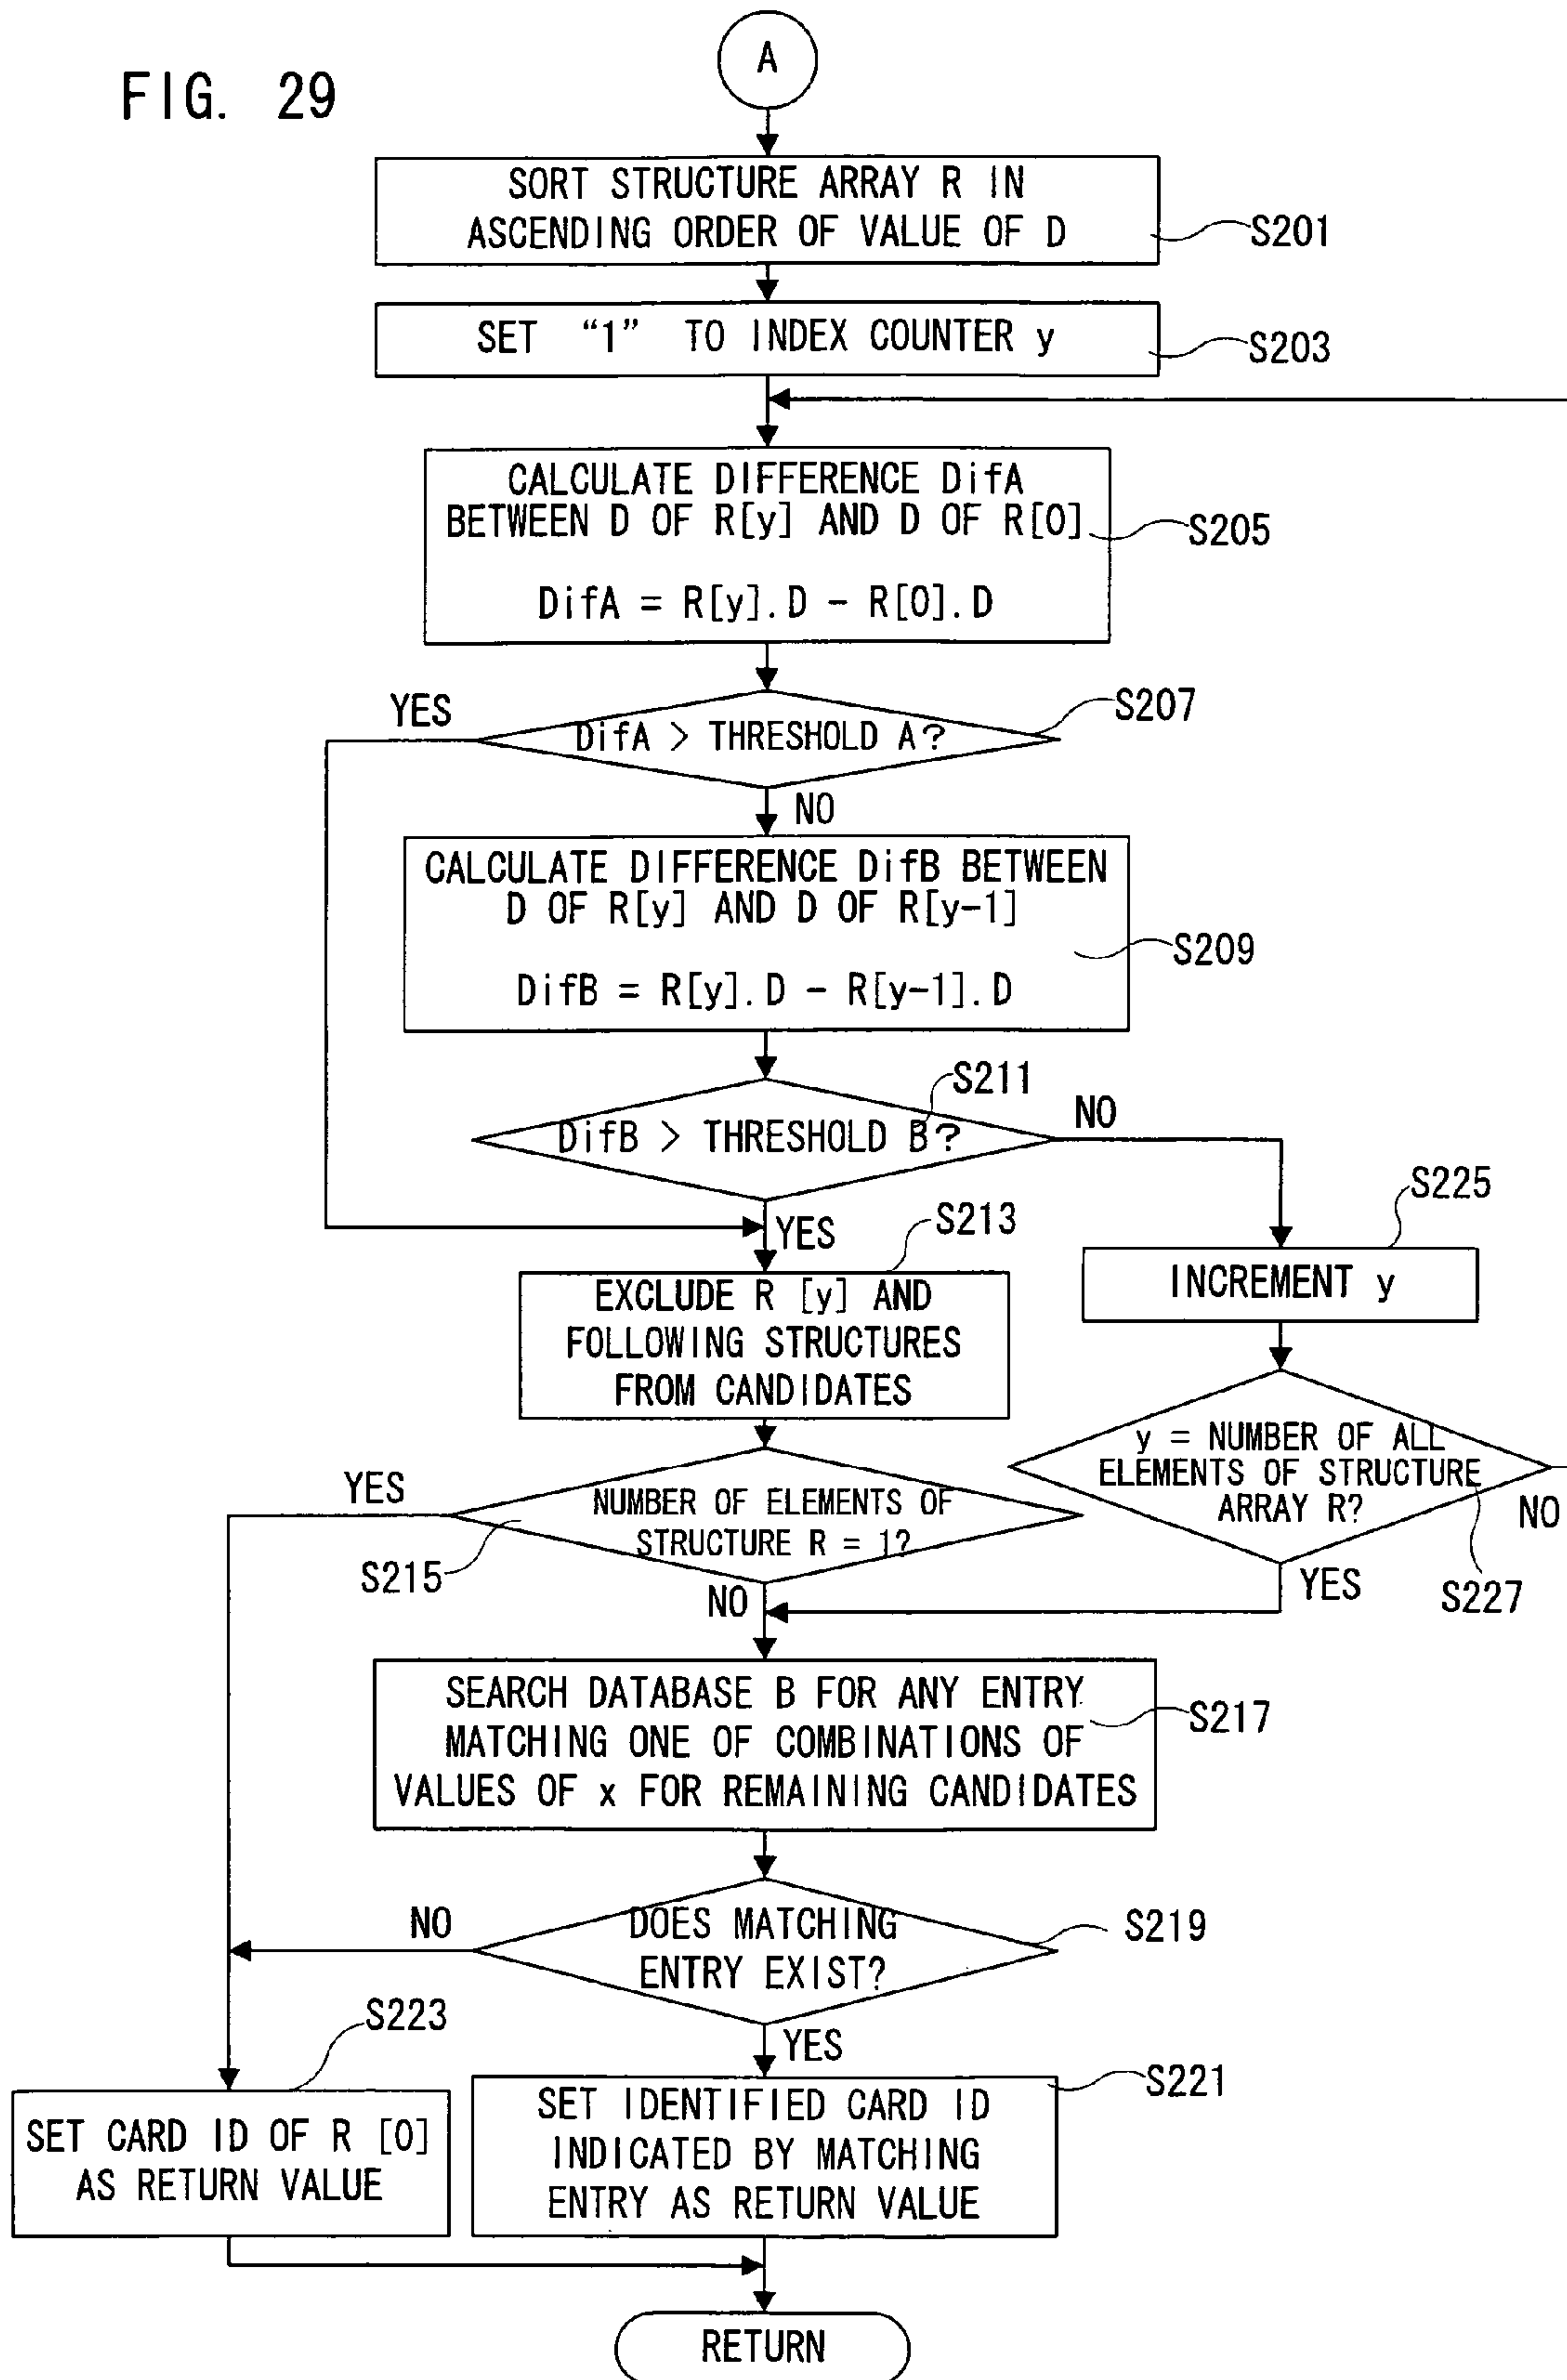 FIG. 29
A
SORT STRUCTURE ARRAY R IN
ASCENDING ORDER OF VALUE OF D
S201
SET “1” TO INDEX COUNTER y
S203
CALCULATE DIFFERENCE DifA
BETWEEN D OF R[y] AND D OF R[0]
DifA = R[y].D - R[0].D
S205
YES
DifA > THRESHOLD A?
S207
NO
CALCULATE DIFFERENCE DifB BETWEEN
D OF R[y] AND D OF R[y-1]
DifB = R[y].D - R[y-1].D
S209
DifB > THRESHOLD B?
S211
NO
YES
S213
EXCLUDE R [y] AND
FOLLOWING STRUCTURES
FROM CANDIDATES
S225
INCREMENT y
YES
NUMBER OF ELEMENTS OF
STRUCTURE R = 1?
S215
NO
y = NUMBER OF ALL
ELEMENTS OF STRUCTURE
ARRAY R?
NO
YES
S227
SEARCH DATABASE B FOR ANY ENTRY
MATCHING ONE OF COMBINATIONS OF
VALUES OF x FOR REMAINING CANDIDATES
S217
NO
DOES MATCHING
ENTRY EXIST?
S219
YES
S223
SET CARD ID OF R [0]
AS RETURN VALUE
SET IDENTIFIED CARD ID
INDICATED BY MATCHING
ENTRY AS RETURN VALUE
S221
RETURN